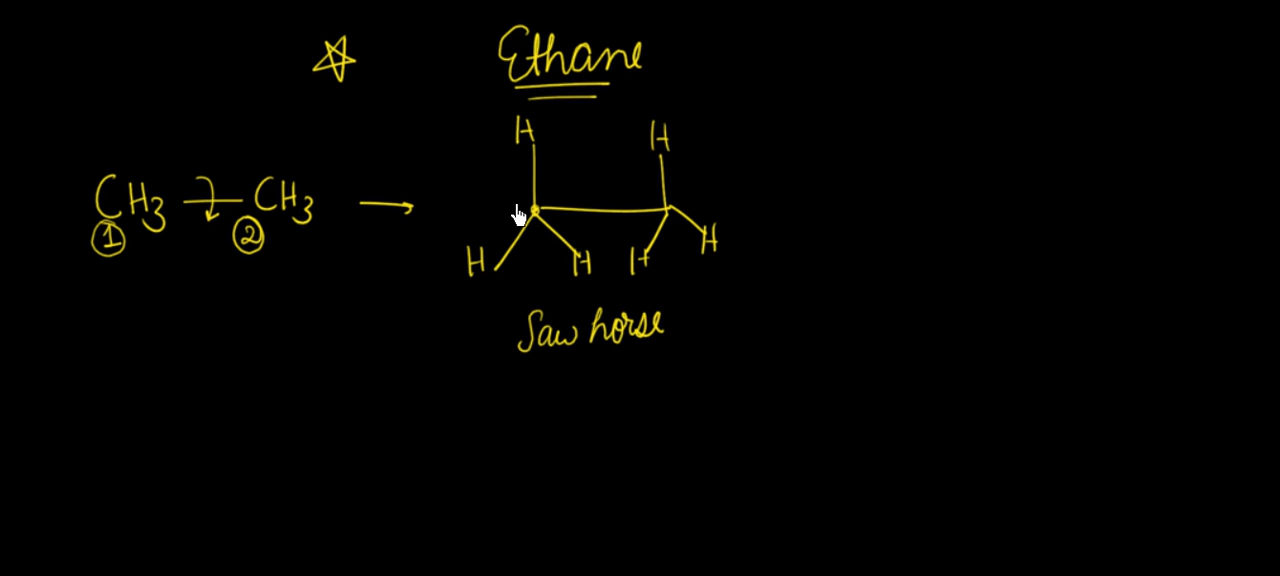 Ethane
H H
CH3 CH3
① ②
H H H H
Saw horse